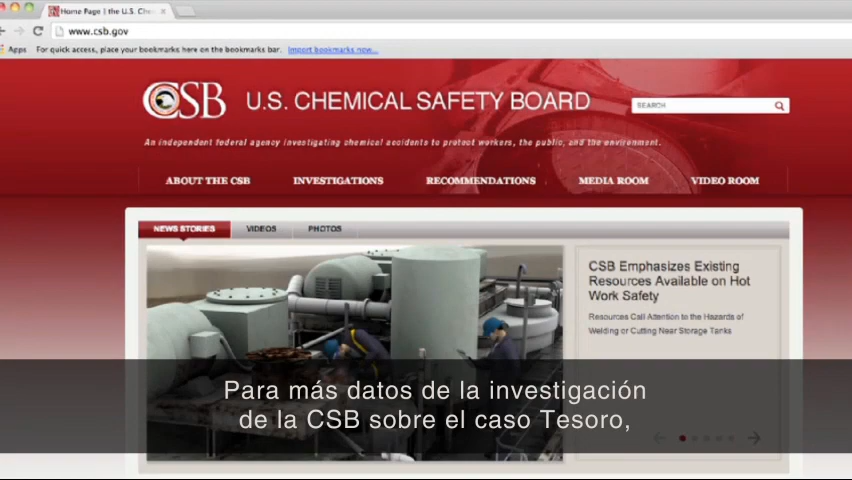 Home Page | the U.S. Che
www.csb.gov
Apps For quick access, place your bookmarks here on the bookmarks bar. Import bookmarks now...
CSB U.S. CHEMICAL SAFETY BOARD
SEARCH
An independent federal agency investigating chemical accidents to protect workers, the public, and the environment.
ABOUT THE CSB INVESTIGATIONS RECOMMENDATIONS MEDIA ROOM VIDEO ROOM
NEWS STORIES VIDEOS PHOTOS
CSB Emphasizes Existing
Resources Available on Hot
Work Safety
Resources Call Attention to the Hazards of
Welding or Cutting Near Storage Tanks
Para más datos de la investigación
de la CSB sobre el caso Tesoro,